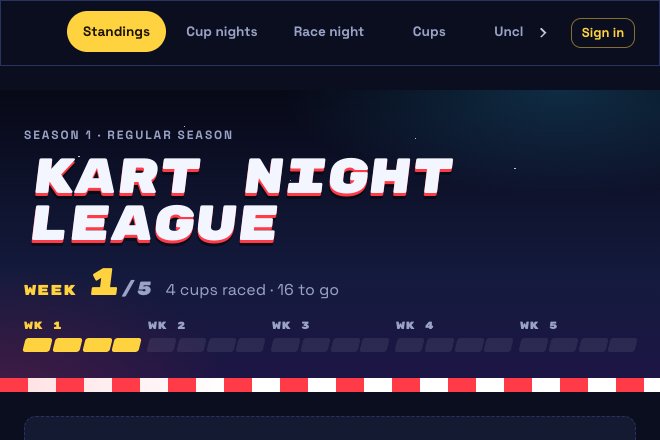 Standings Cup nights Race night Cups Uncl Sign in
SEASON 1 · REGULAR SEASON
KART NIGHT
LEAGUE
WEEK 1/5 4 cups raced · 16 to go
WK 1 WK 2 WK 3 WK 4 WK 5